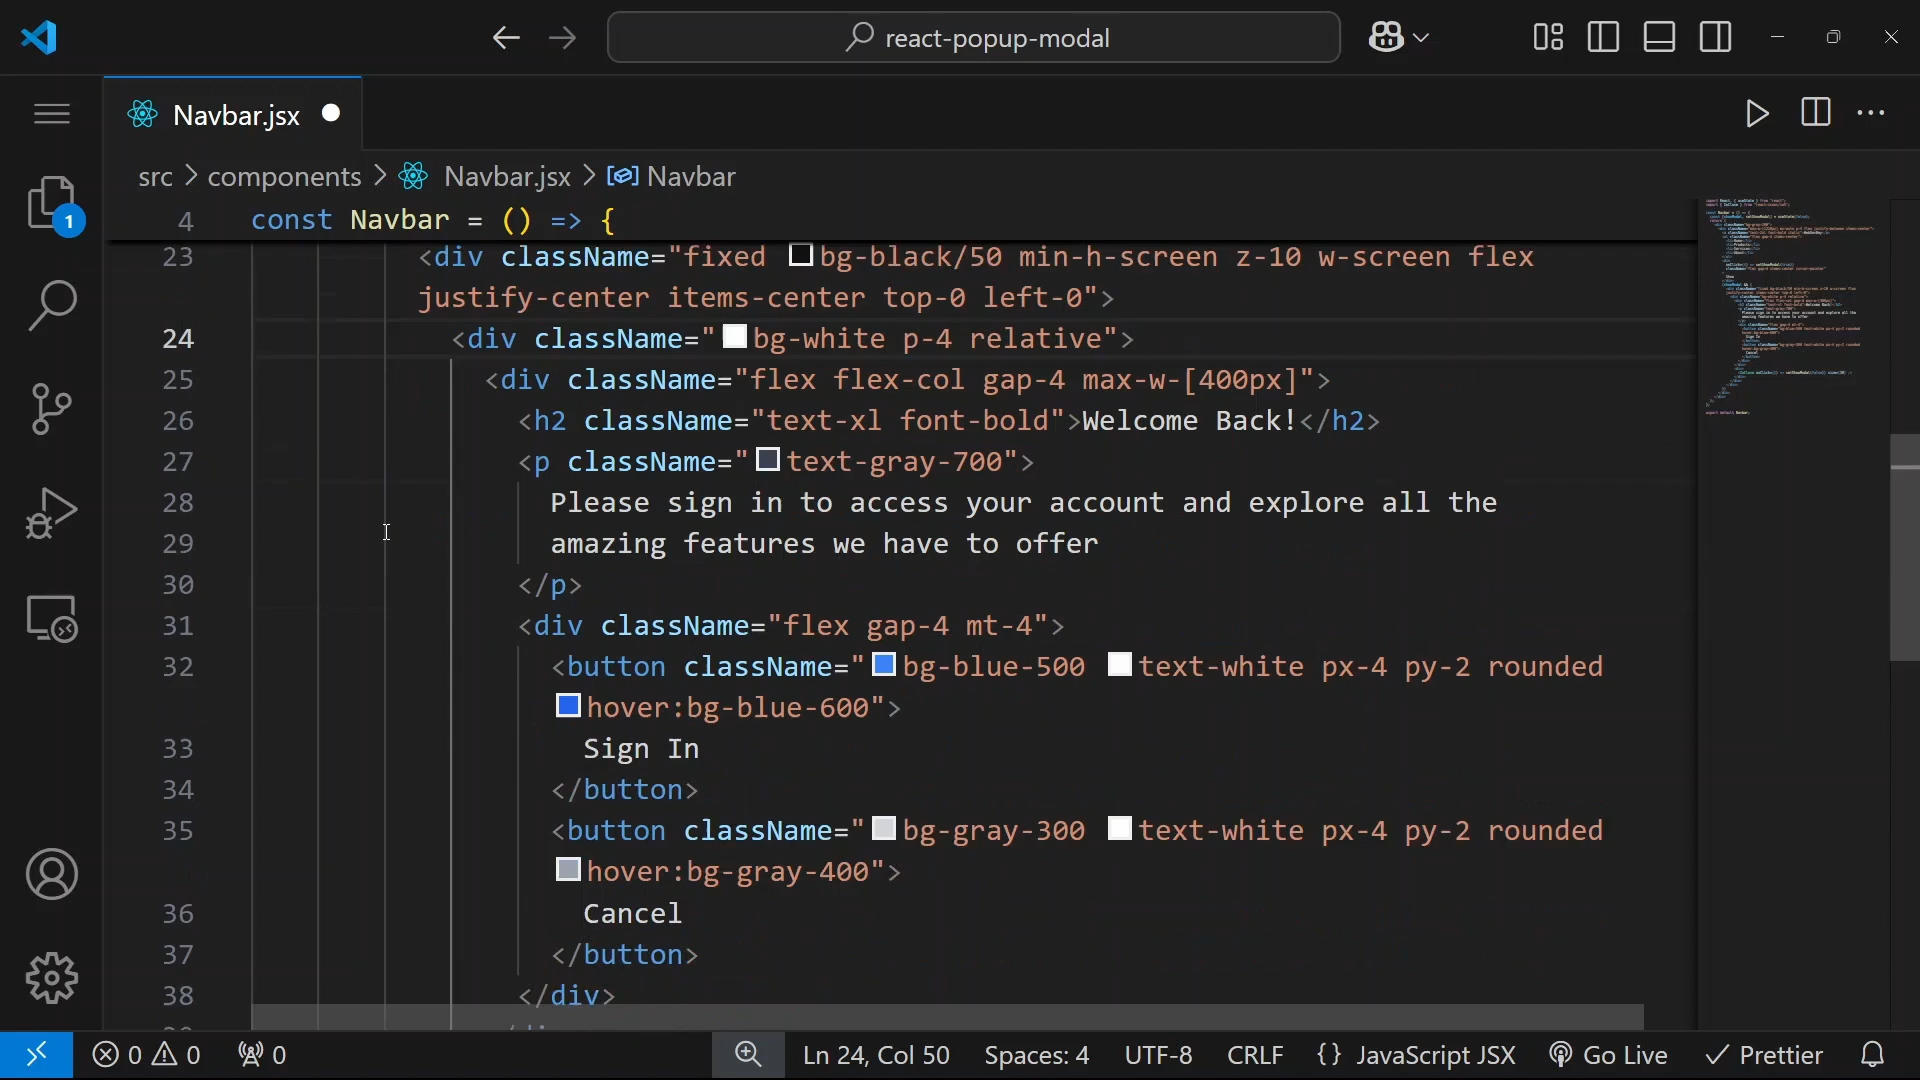 react-popup-modal
Navbar.jsx
src > components > Navbar.jsx > Navbar
1
4 const Navbar = () => {
23 <div className="fixed bg-black/50 min-h-screen z-10 w-screen flex
justify-center items-center top-0 left-0">
24 <div className="bg-white p-4 relative">
25 <div className="flex flex-col gap-4 max-w-[400px]">
26 <h2 className="text-xl font-bold">Welcome Back!</h2>
27 <p className="text-gray-700">
28 Please sign in to access your account and explore all the
29 amazing features we have to offer
30 </p>
31 <div className="flex gap-4 mt-4">
32 <button className="bg-blue-500 text-white px-4 py-2 rounded
hover:bg-blue-600">
33 Sign In
34 </button>
35 <button className="bg-gray-300 text-white px-4 py-2 rounded
hover:bg-gray-400">
36 Cancel
37 </button>
38 </div>
0 0 0 Ln 24, Col 50 Spaces: 4 UTF-8 CRLF {} JavaScript JSX Go Live Prettier